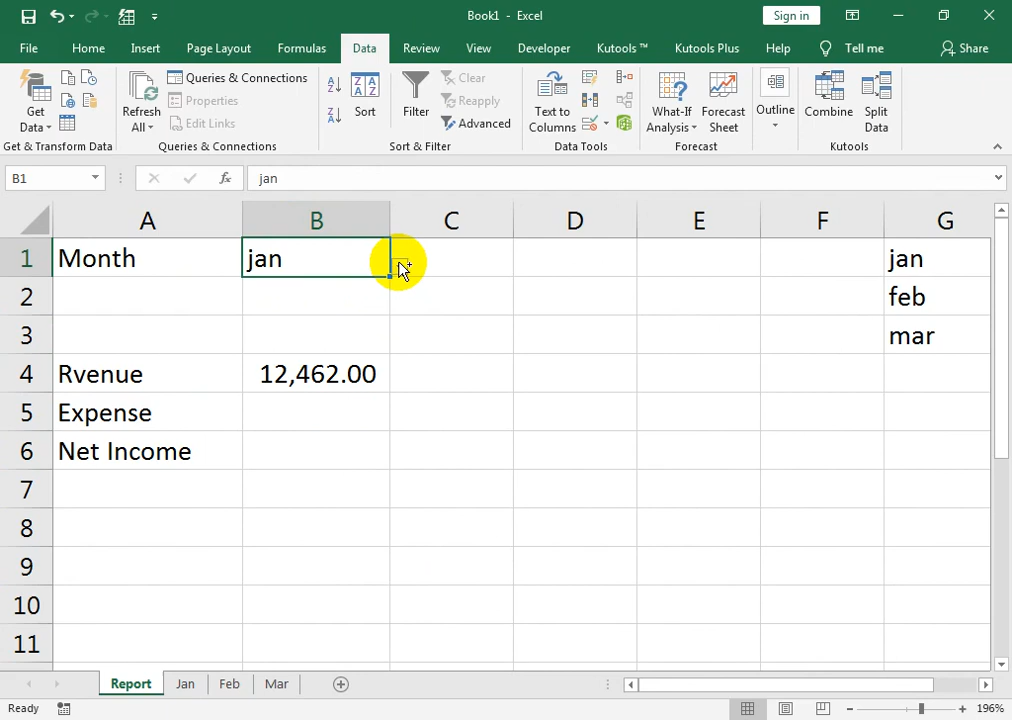 Book1 - Excel
Sign in
File Home Insert Page Layout Formulas Data Review View Developer Kutools ™ Kutools Plus Help Tell me Share
Get Data
Refresh All
Queries & Connections
Properties
Edit Links
Sort
Filter
Clear
Reapply
Advanced
Text to Columns
What-If Analysis
Forecast Sheet
Outline
Combine
Split Data
Get & Transform Data Queries & Connections Sort & Filter Data Tools Forecast Kutools
B1 fx jan
A B C D E F G
1 Month jan jan
2 feb
3 mar
4 Rvenue 12,462.00
5 Expense
6 Net Income
7
8
9
10
11
Report Jan Feb Mar
Ready 196%